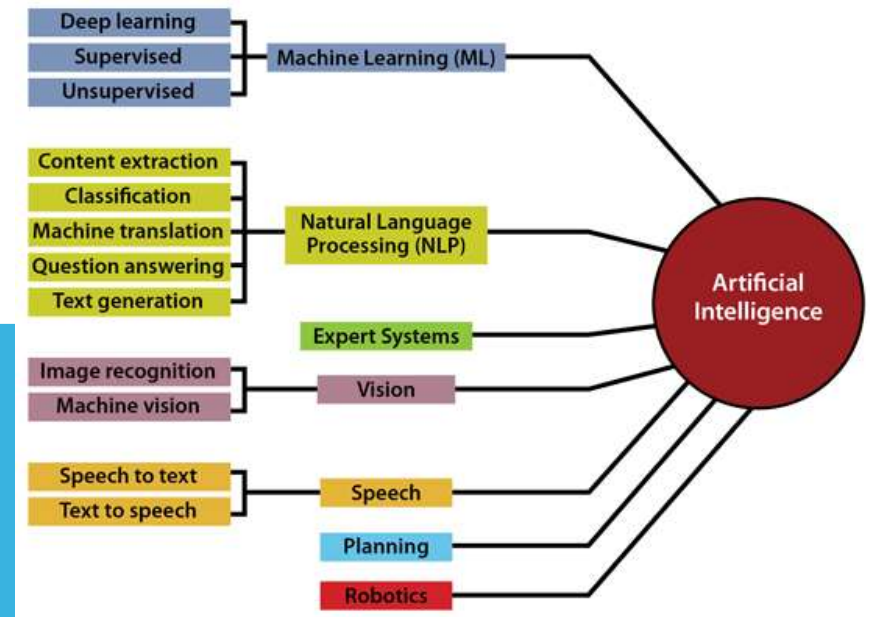 Deep learning
Supervised
Unsupervised
Machine Learning (ML)
Content extraction
Classification
Machine translation
Question answering
Text generation
Natural Language
Processing (NLP)
Artificial
Intelligence
Expert Systems
Image recognition
Machine vision
Vision
Speech to text
Text to speech
Speech
Planning
Robotics